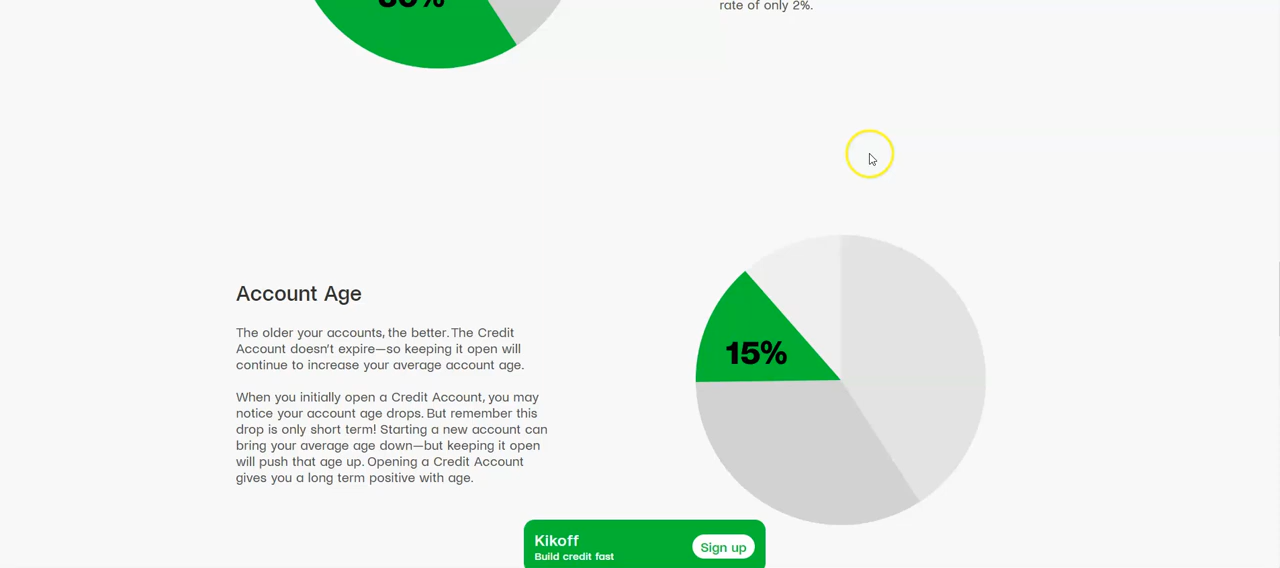 rate of only 2%.
Account Age
The older your accounts, the better. The Credit
Account doesn't expire—so keeping it open will
continue to increase your average account age.
When you initially open a Credit Account, you may
notice your account age drops. But remember this
drop is only short term! Starting a new account can
bring your average age down—but keeping it open
will push that age up. Opening a Credit Account
gives you a long term positive with age.
15%
Kikoff
Build credit fast
Sign up